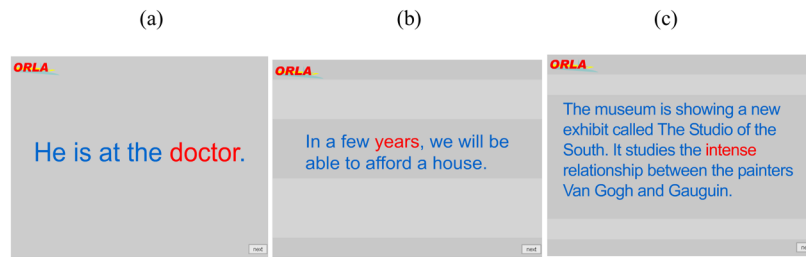 (a)
(b)
(c)
ORLA
He is at the doctor.
next
ORLA
In a few years, we will be
able to afford a house.
next
ORLA
The museum is showing a new
exhibit called The Studio of the
South. It studies the intense
relationship between the painters
Van Gogh and Gauguin.